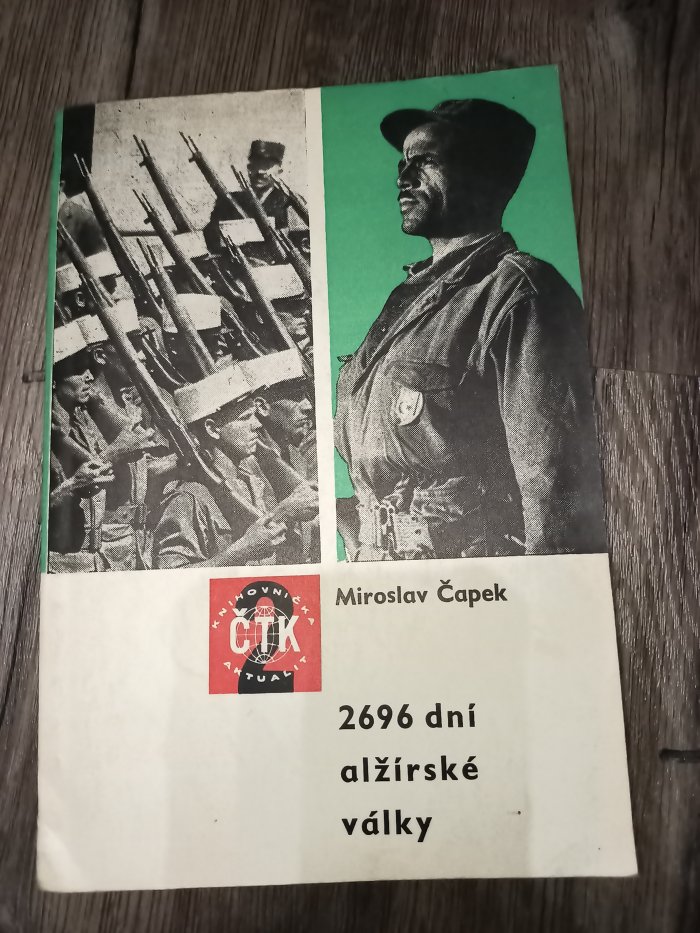 KNIHOVNIČKA
2
ČTK
AKTUALIT
Miroslav Čapek
2696 dní
alžírské
války